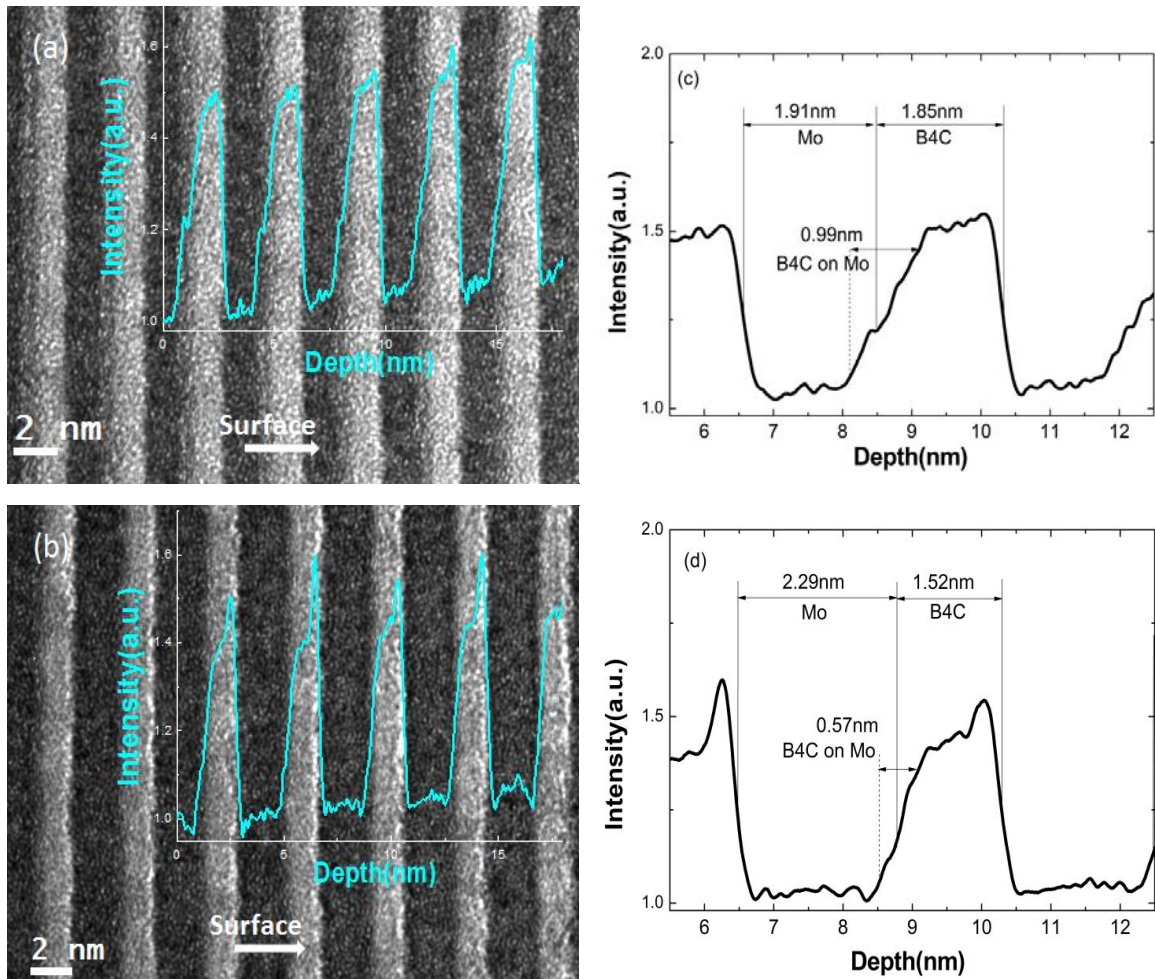 (a)
Intensity(a.u.)
1.6
1.4
1.2
1.0
0
5
10
15
Depth(nm)
2 nm
Surface
(c)
2.0
1.5
1.0
Intensity(a.u.)
1.91nm
Mo
1.85nm
B4C
0.99nm
B4C on Mo
6 7 8 9 10 11 12
Depth(nm)
(b)
Intensity(a.u.)
1.6
1.4
1.2
1.0
0 5 10 15
Depth(nm)
2 nm
Surface
(d)
2.0
1.5
1.0
Intensity(a.u.)
2.29nm
Mo
1.52nm
B4C
0.57nm
B4C on Mo
6 7 8 9 10 11 12
Depth(nm)